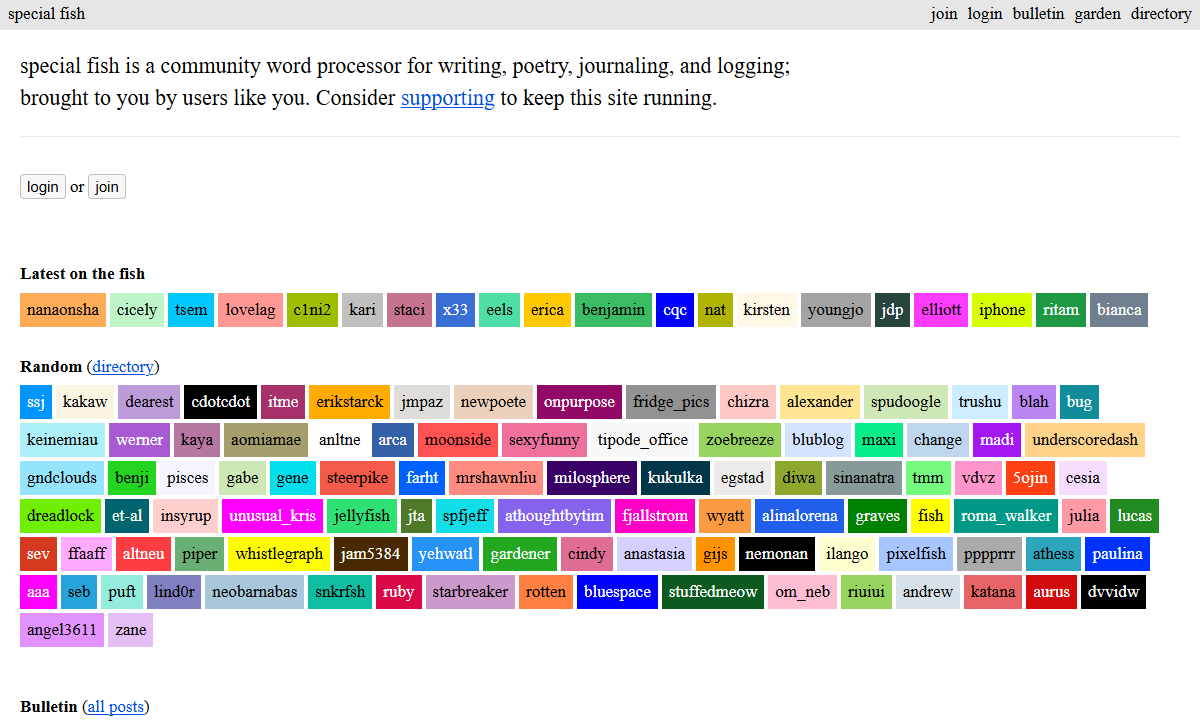 special fish join login bulletin garden directory
special fish is a community word processor for writing, poetry, journaling, and logging;
brought to you by users like you. Consider supporting to keep this site running.
login or join
Latest on the fish
nanaonsha cicely tsem lovelag c1ni2 kari staci x33 eels erica benjamin cqc nat kirsten youngjo jdp elliott iphone ritam bianca
Random (directory)
ssj kakaw dearest cdotcdot itme erikstarck jmpaz newpoete onpurpose fridge_pics chizra alexander spudoogle trushu blah bug
keinemiau werner kaya aomiamae anltne arca moonside sexyfunny tipode_office zoebreeze blublog maxi change madi underscoredash
gndclouds benji pisces gabe gene steerpike farht mrshawnliu milosphere kukulka egstad diwa sinanatra tmm vdvz 5ojin cesia
dreadlock et-al insyrup unusual_kris jellyfish jta spfjeff athoughtbytim fjallstrom wyatt alinalorena graves fish roma_walker julia lucas
sev ffaaff altneu piper whistlegraph jam5384 yehwatl gardener cindy anastasia gijs nemonan ilango pixelfish pppprrr athess paulina
aaa seb puft lind0r neobarnabas snkrfsh ruby starbreaker rotten bluespace stuffedmeow om_neb riuiui andrew katana aurus dvvidw
angel3611 zane
Bulletin (all posts)